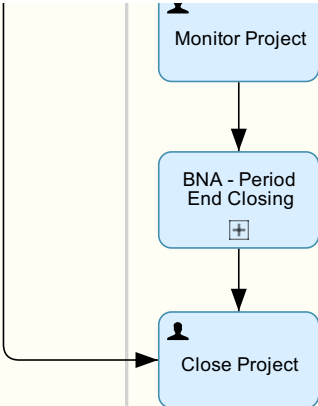 Monitor Project
BNA - Period
End Closing
Close Project